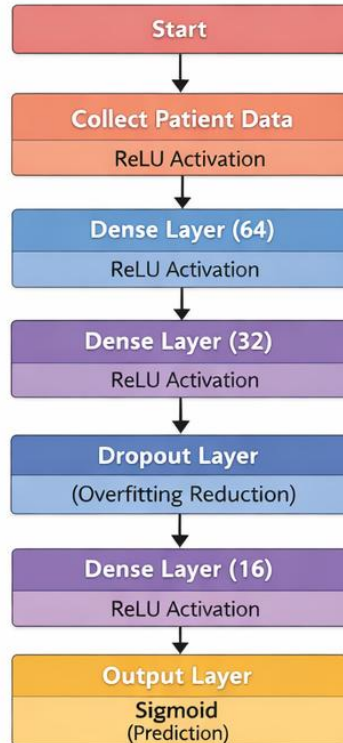 Start
Collect Patient Data
ReLU Activation
Dense Layer (64)
ReLU Activation
Dense Layer (32)
ReLU Activation
Dropout Layer
(Overfitting Reduction)
Dense Layer (16)
ReLU Activation
Output Layer
Sigmoid
(Prediction)